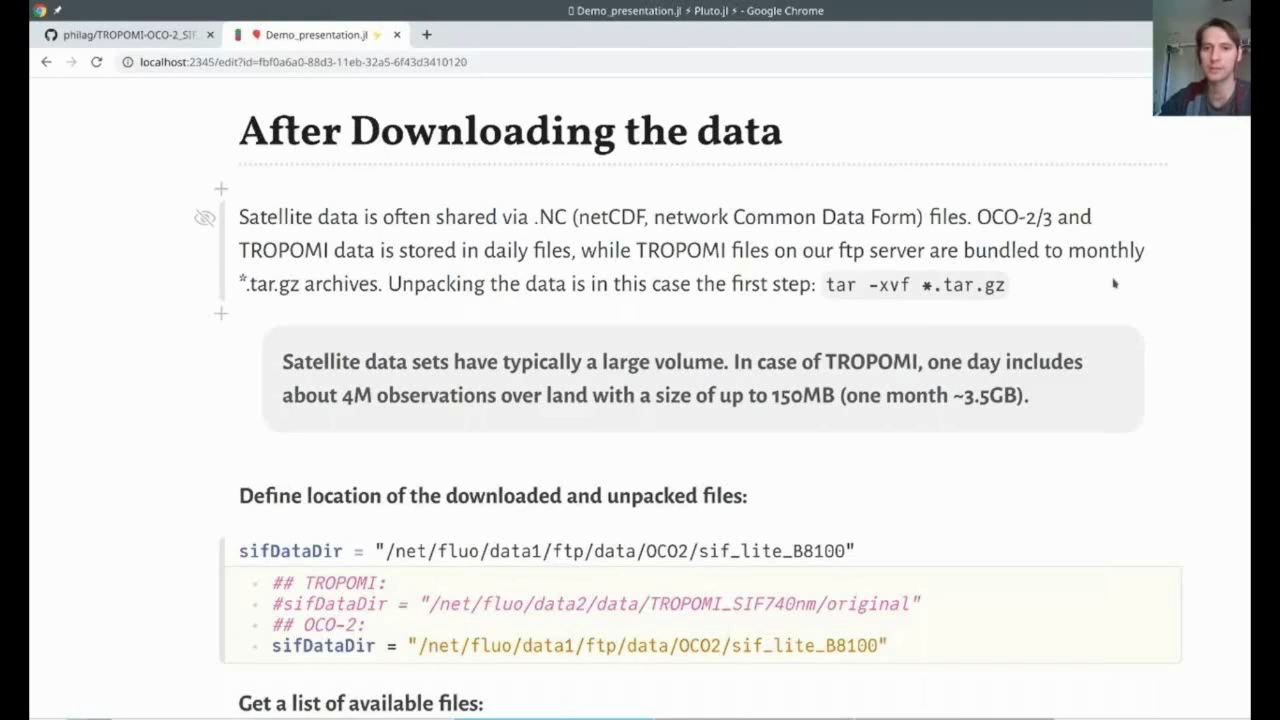 Demo_presentation.jl ⚡ Pluto.jl ⚡ - Google Chrome
philag/TROPOMI-OCO-2_SIF
Demo_presentation.jl ⚡
localhost:2345/edit?id=fbf0a6a0-88d3-11eb-32a5-6f43d3410120
After Downloading the data
Satellite data is often shared via .NC (netCDF, network Common Data Form) files. OCO-2/3 and
TROPOMI data is stored in daily files, while TROPOMI files on our ftp server are bundled to monthly
*.tar.gz archives. Unpacking the data is in this case the first step: tar -xvf *.tar.gz
Satellite data sets have typically a large volume. In case of TROPOMI, one day includes
about 4M observations over land with a size of up to 150MB (one month ~3.5GB).
Define location of the downloaded and unpacked files:
sifDataDir = "/net/fluo/data1/ftp/data/OCO2/sif_lite_B8100"
## TROPOMI:
#sifDataDir = "/net/fluo/data2/data/TROPOMI_SIF740nm/original"
## OCO-2:
sifDataDir = "/net/fluo/data1/ftp/data/OCO2/sif_lite_B8100"
Get a list of available files: